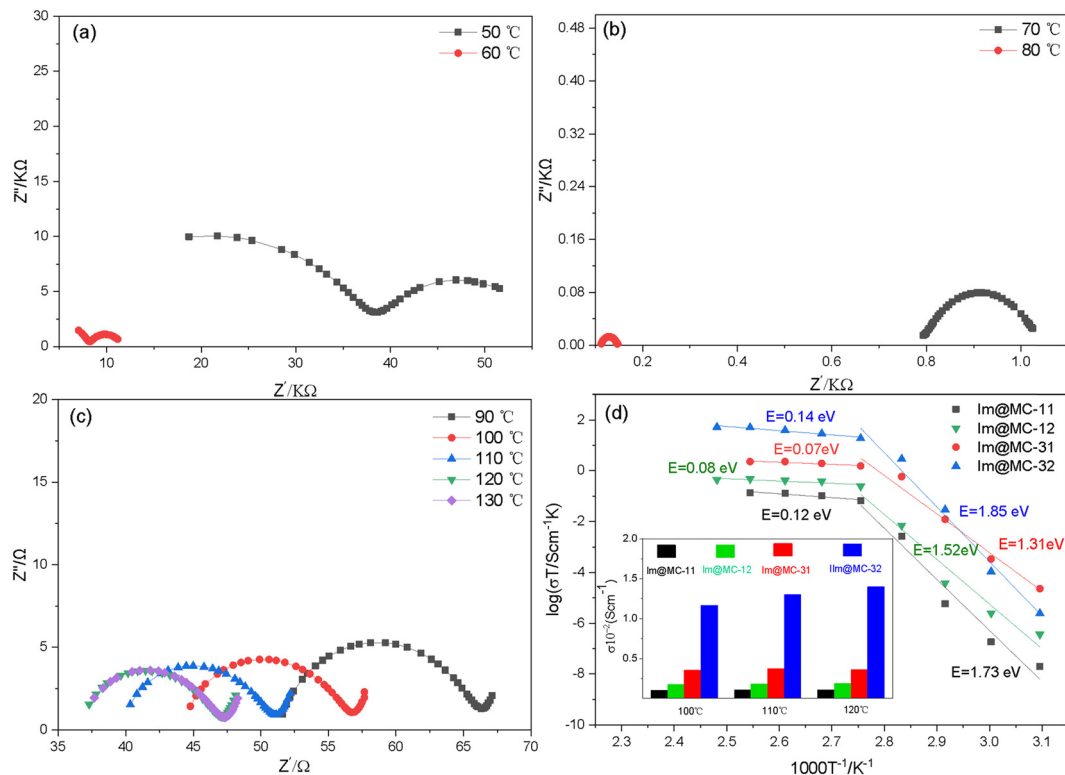 (a)
50 ℃
60 ℃
30
25
20
15
10
5
0
Z"/KΩ
10
20
30
40
50
Z'/KΩ
(b)
70 ℃
80 ℃
0.48
0.40
0.32
0.24
0.16
0.08
0.00
Z"/KΩ
0.2
0.4
0.6
0.8
1.0
Z'/KΩ
(c)
90 ℃
100 ℃
110 ℃
120 ℃
130 ℃
20
15
10
5
0
Z"/Ω
35
40
45
50
55
60
65
70
Z'/Ω
(d)
Im@MC-11
Im@MC-12
Im@MC-31
Im@MC-32
E=0.14 eV
E=0.07eV
E=0.08 eV
E=0.12 eV
E=1.85 eV
E=1.31eV
E=1.52eV
E=1.73 eV
2
0
-2
-4
-6
-8
-10
log(σT/Scm⁻¹K)
2.3
2.4
2.5
2.6
2.7
2.8
2.9
3.0
3.1
1000T⁻¹/K⁻¹
2.0
1.5
1.0
0.5
σ10⁻²(Scm⁻¹)
Im@MC-11
Im@MC-12
Im@MC-31
IIm@MC-32
100℃
110℃
120℃